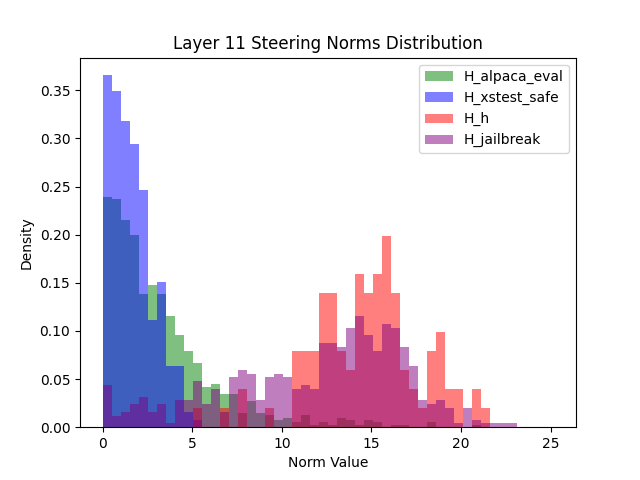 Layer 11 Steering Norms Distribution
H_alpaca_eval
H_xstest_safe
H_h
H_jailbreak
Density
0.35
0.30
0.25
0.20
0.15
0.10
0.05
0.00
0 5 10 15 20 25
Norm Value